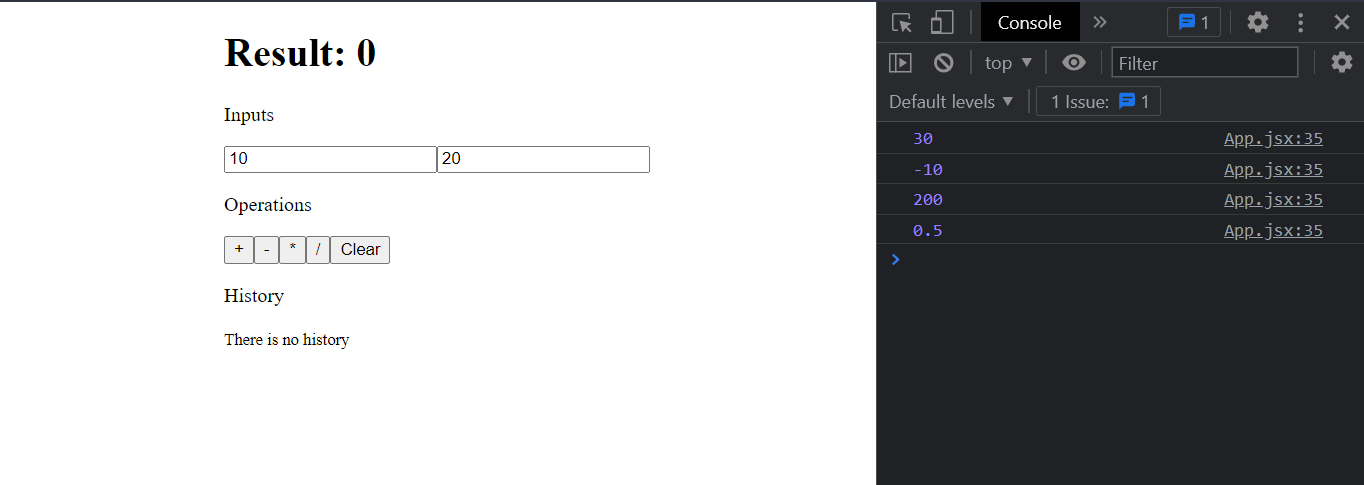 Result: 0
Inputs
10 20
Operations
+ - * / Clear
History
There is no history
Console » 1
top ▼ Filter
Default levels ▼ 1 Issue: 1
30 App.jsx:35
-10 App.jsx:35
200 App.jsx:35
0.5 App.jsx:35
>